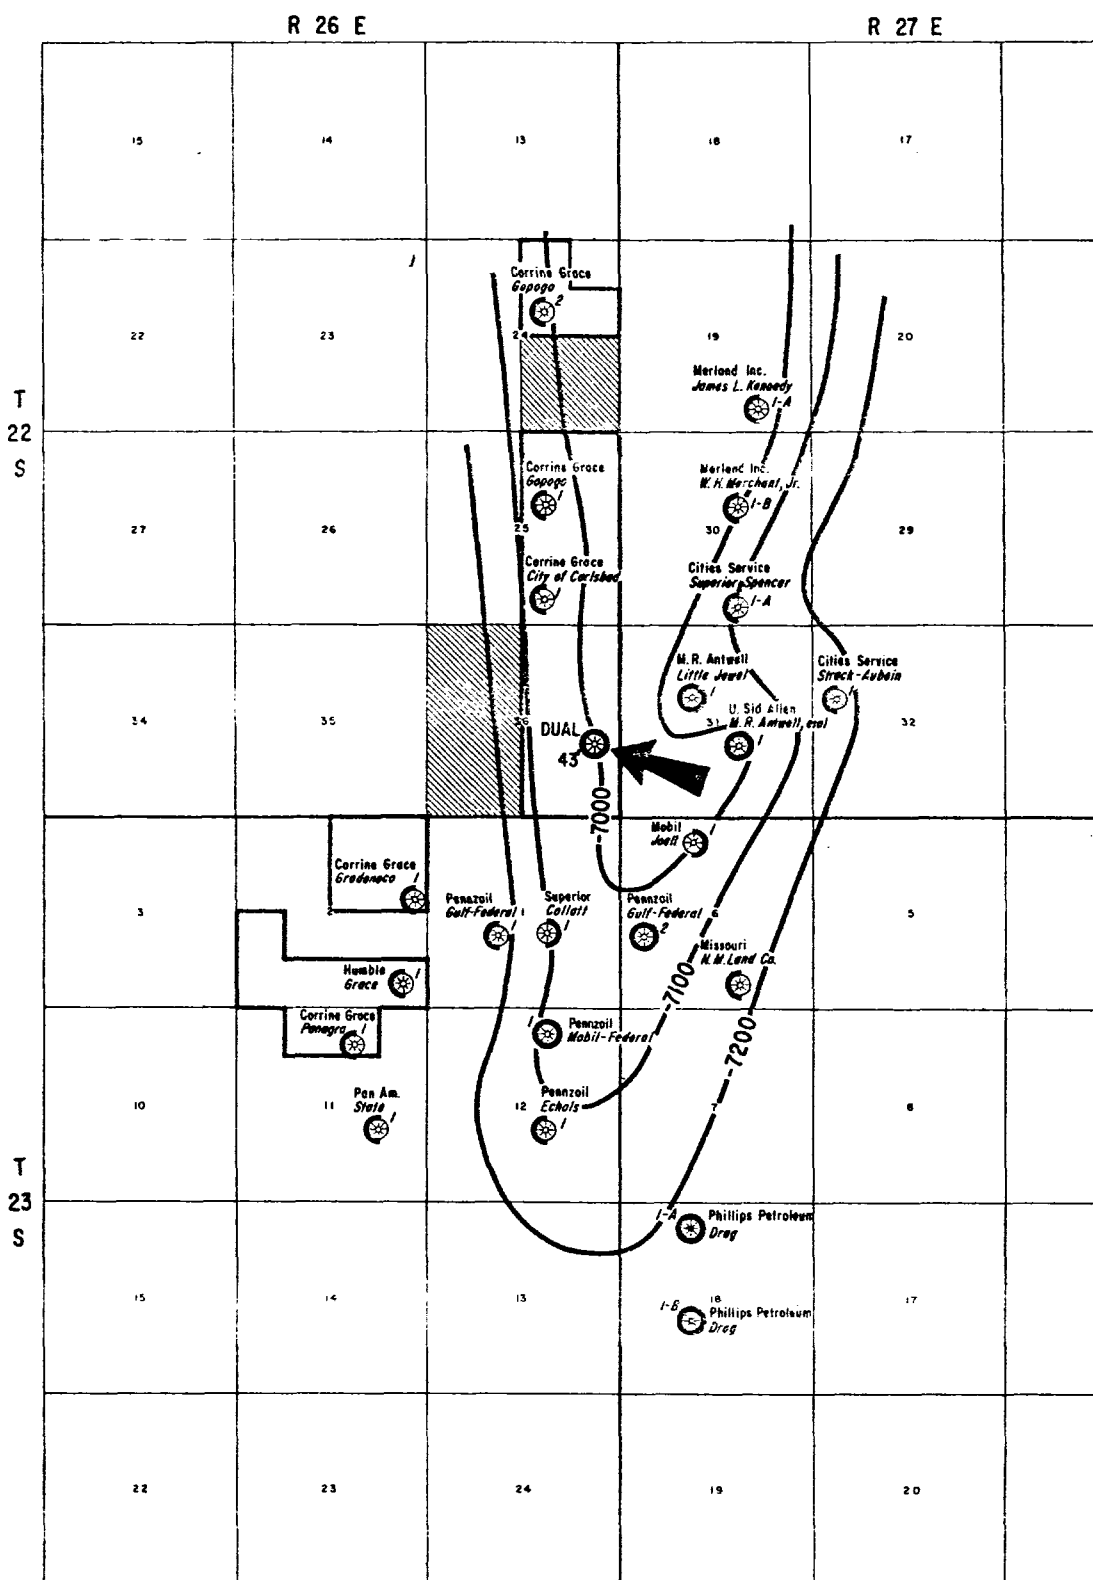 R 26 E
R 27 E
15
14
13
18
17
Corrine Grace
Gopogo
2
22
23
24
19
20
Merland Inc.
James L. Kennedy
1-A
T
22
S
Corrine Grace
Gopogo
1
Merland Inc.
W. H. Merchant, Jr.
1-B
27
26
25
30
29
Corrine Grace
City of Carlsbad
1
Cities Service
Superior Spencer
1-A
M. R. Antwell
Little Jewel
1
Cities Service
Strack-Aubein
1
34
35
36
31
32
U. Sid Allen
M. R. Antwell, etal
1
DUAL
43
-7000
Mobil
Joell
1
Corrine Grace
Gradonoco
1
3
2
Pennzoil
Gulf-Federal
1
1
Superior
Collatt
1
Pennzoil
Gulf-Federal
2
6
5
Missouri
N. M. Land Co.
Humble
Grace
1
-7100
Corrine Grace
Panagra
1
1
Pennzoil
Mobil-Federal
-7200
Pan Am.
State
1
Pennzoil
Echols
1
10
11
12
7
T
23
S
1-A
Phillips Petroleum
Drag
15
14
13
18
17
1-B
Phillips Petroleum
Drag
22
23
24
19
20